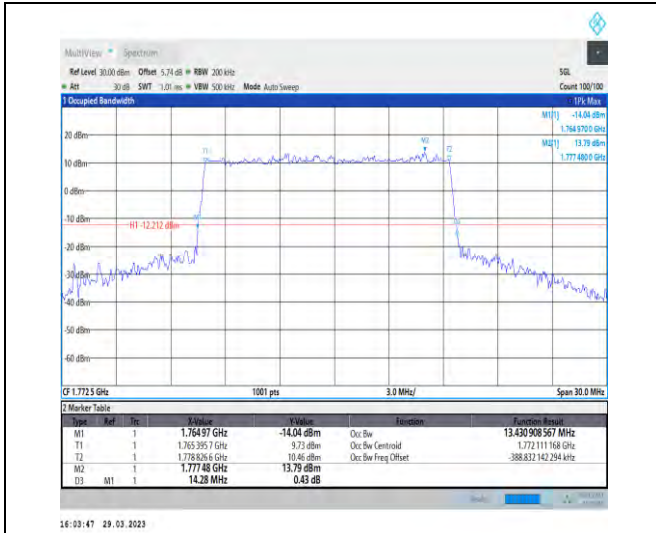 MultiView Spectrum
Ref Level 30.00 dBm Offset 5.74 dB RBW 200 kHz SGL
Att 30 dB SWT 1.01 ms VBW 500 kHz Mode Auto Sweep Count 100/100
1 Occupied Bandwidth 1Pk Max
M1[1] -14.04 dBm
1.764 970 0 GHz
M2[1] 13.79 dBm
1.777 480 0 GHz
20 dBm
T1
M2
T2
10 dBm
0 dBm
-10 dBm
H1 -12.212 dBm
-20 dBm
-30 dBm
-40 dBm
-50 dBm
-60 dBm
CF 1.772 5 GHz 1001 pts 3.0 MHz/ Span 30.0 MHz
2 Marker Table
Type Ref Trc X-Value Y-Value Function Function Result
M1 1 1.764 97 GHz -14.04 dBm Occ Bw 13.430 908 567 MHz
T1 1 1.765 395 7 GHz 9.73 dBm Occ Bw Centroid 1.772 111 168 GHz
T2 1 1.778 826 6 GHz 10.46 dBm Occ Bw Freq Offset -388.832 142 294 kHz
M2 1 1.777 48 GHz 13.79 dBm
D3 M1 1 14.28 MHz 0.43 dB
16:03:47 29.03.2023